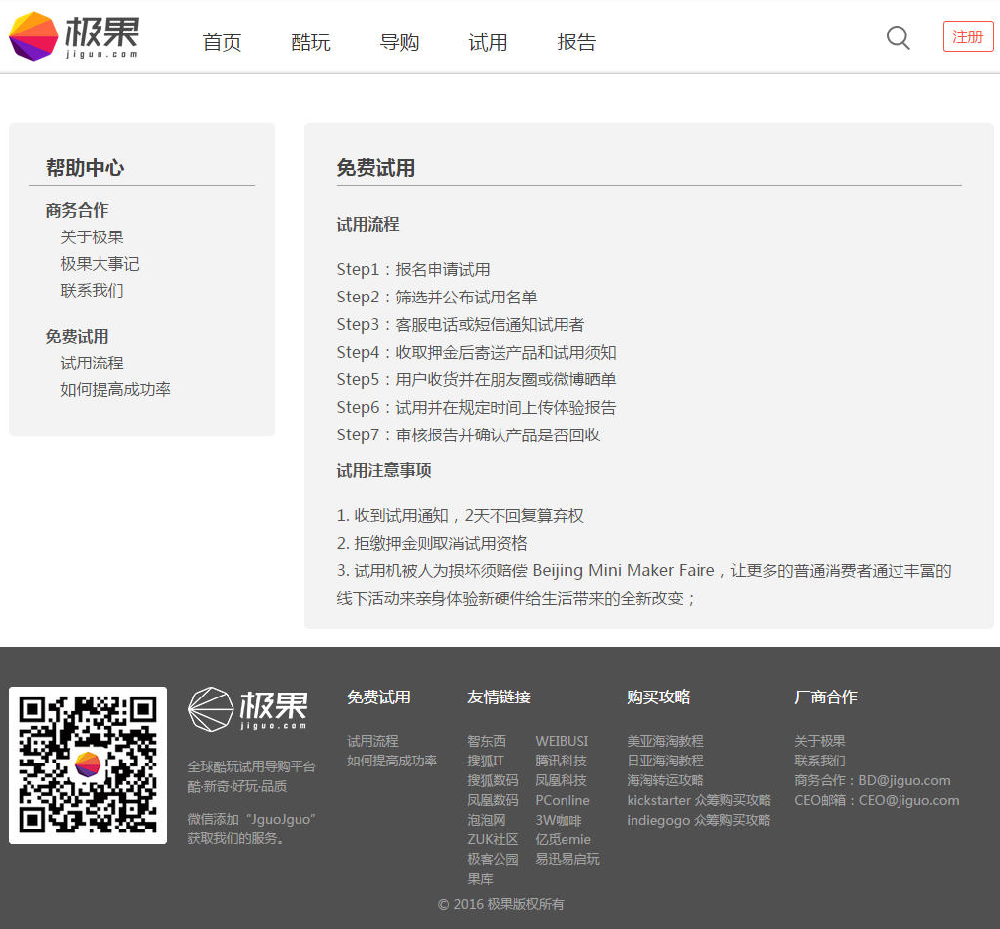 极果
jiguo.com
首页 酷玩 导购 试用 报告
注册
帮助中心
商务合作
关于极果
极果大事记
联系我们
免费试用
试用流程
如何提高成功率
免费试用
试用流程
Step1：报名申请试用
Step2：筛选并公布试用名单
Step3：客服电话或短信通知试用者
Step4：收取押金后寄送产品和试用须知
Step5：用户收货并在朋友圈或微博晒单
Step6：试用并在规定时间上传体验报告
Step7：审核报告并确认产品是否回收
试用注意事项
1. 收到试用通知，2天不回复算弃权
2. 拒缴押金则取消试用资格
3. 试用机被人为损坏须赔偿 Beijing Mini Maker Faire，让更多的普通消费者通过丰富的
线下活动来亲身体验新硬件给生活带来的全新改变；
极果
jiguo.com
全球酷玩试用导购平台
酷·新奇·好玩·品质
微信添加“JguoJguo”
获取我们的服务。
免费试用
试用流程
如何提高成功率
友情链接
智东西 WEIBUSI
搜狐IT 腾讯科技
搜狐数码 凤凰科技
凤凰数码 PConline
泡泡网 3W咖啡
ZUK社区 亿觅emie
极客公园 易迅易启玩
果库
购买攻略
美亚海淘教程
日亚海淘教程
海淘转运攻略
kickstarter 众筹购买攻略
indiegogo 众筹购买攻略
厂商合作
关于极果
联系我们
商务合作：BD@jiguo.com
CEO邮箱：CEO@jiguo.com
© 2016 极果版权所有